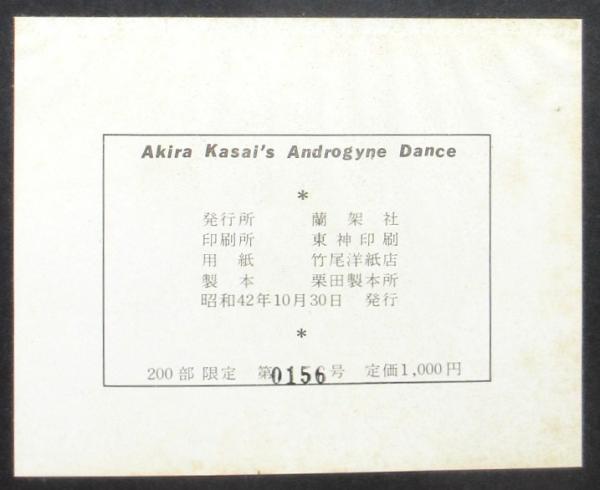 Akira Kasai's Androgyne Dance
*
発行所 蘭架社
印刷所 東神印刷
用紙 竹尾洋紙店
製本 栗田製本所
昭和42年10月30日 発行
*
200部限定 第0156号 定価1,000円